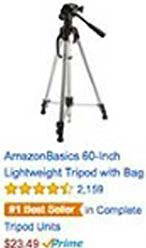 AmazonBasics 60-Inch
Lightweight Tripod with Bag
2,159
#1 Best Seller in Complete
Tripod Units
$23.49 Prime